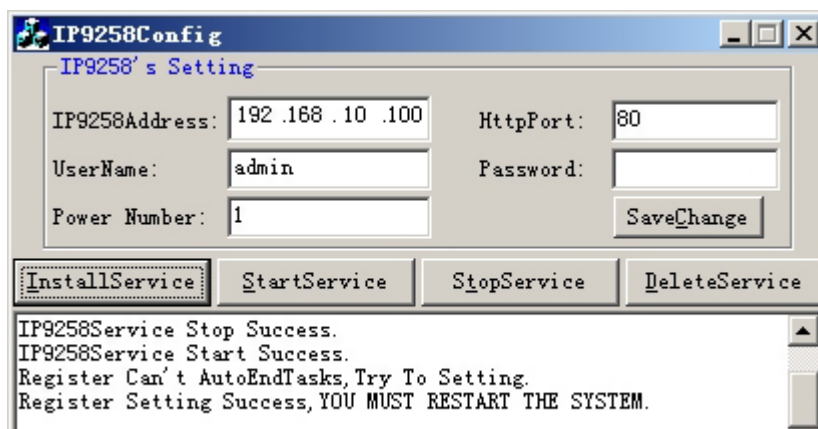 IP9258Config
IP9258's Setting
IP9258Address: 192 .168 . 10 .100 HttpPort: 80
UserName: admin Password:
Power Number: 1 SaveChange
InstallService StartService StopService DeleteService
IP9258Service Stop Success.
IP9258Service Start Success.
Register Can't AutoEndTasks,Try To Setting.
Register Setting Success,YOU MUST RESTART THE SYSTEM.